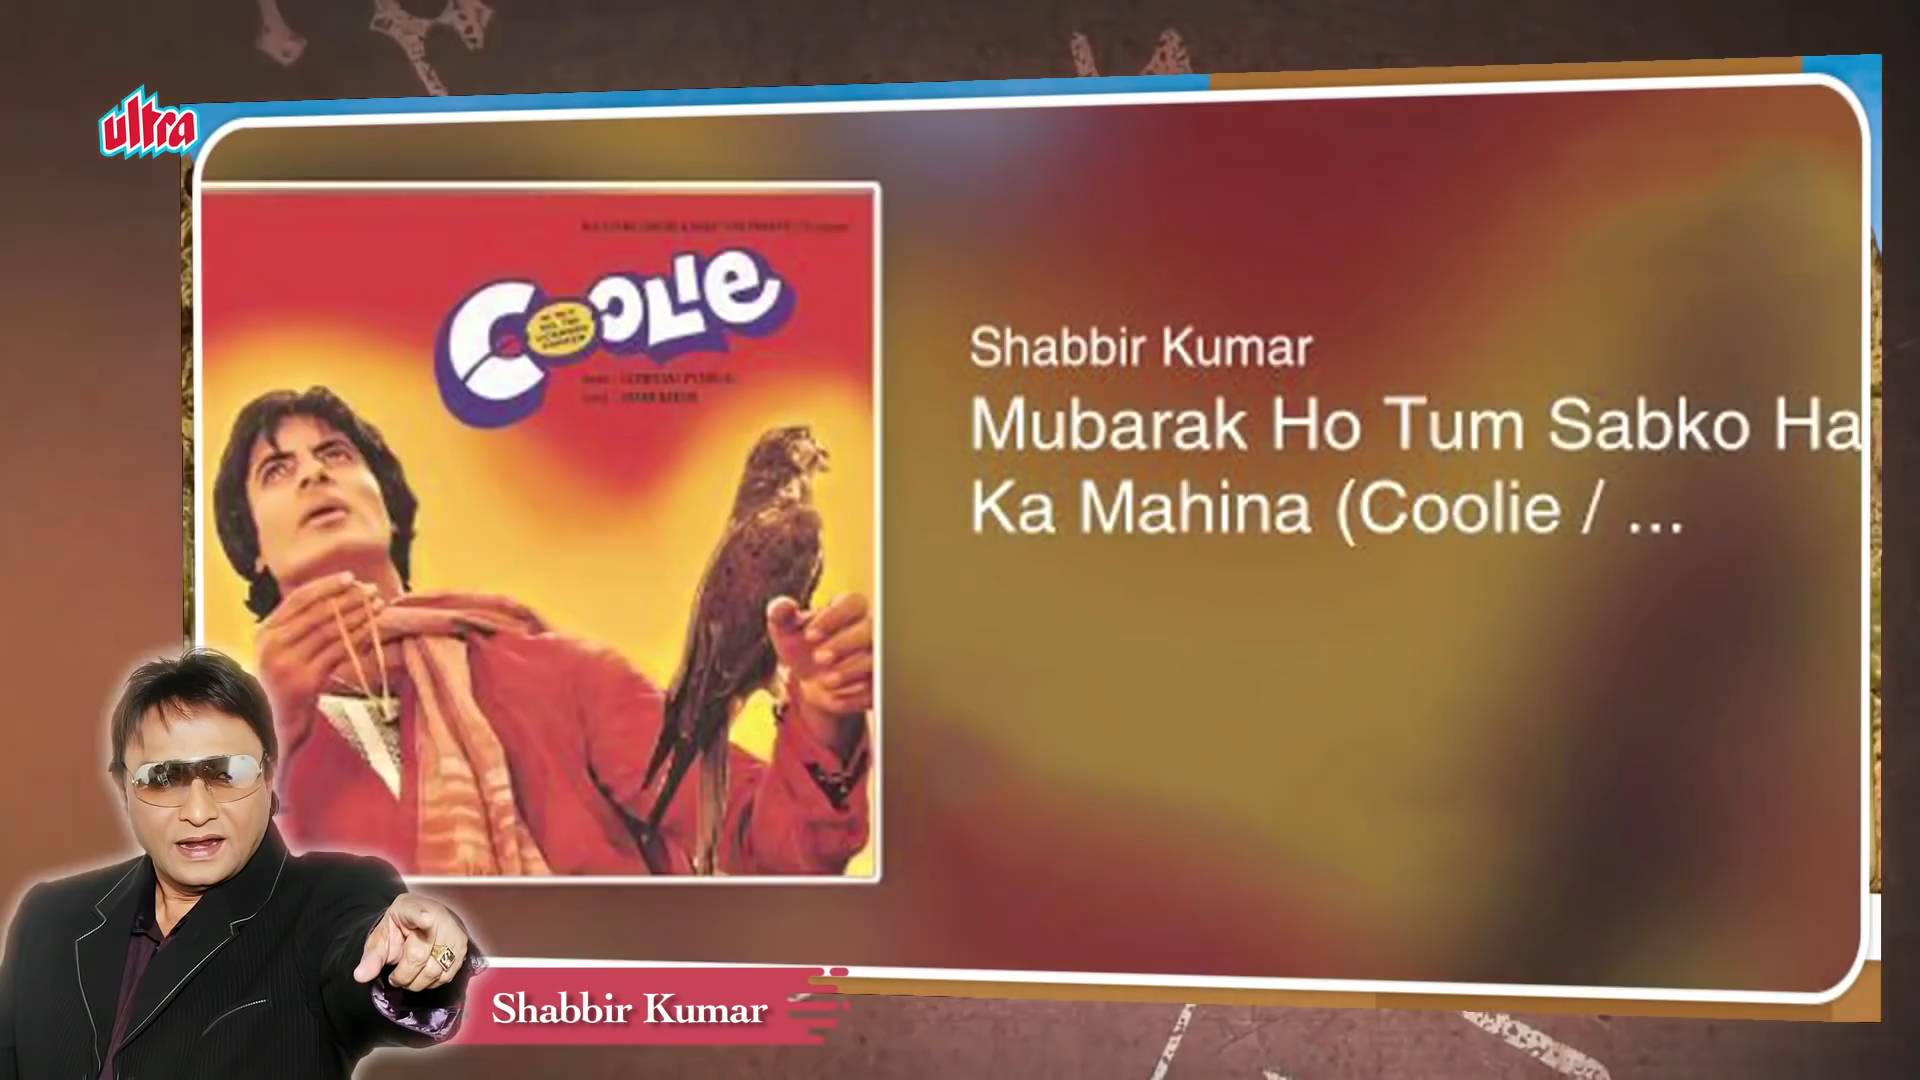 ultra
COOLIE
Shabbir Kumar
Mubarak Ho Tum Sabko Ha
Ka Mahina (Coolie / ...
Shabbir Kumar